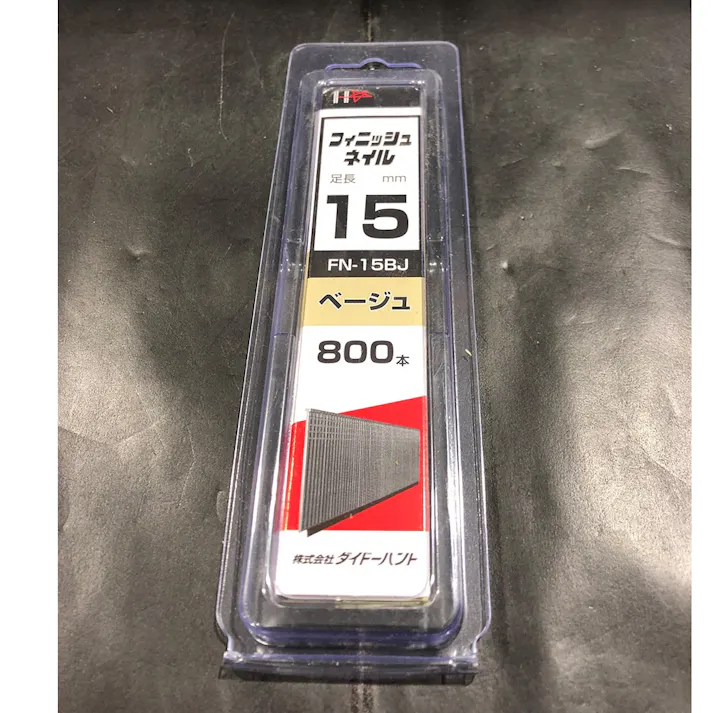 フィニッシュ
ネイル
足長 mm
15
FN-15BJ
ベージュ
800本
株式会社 ダイドーハント